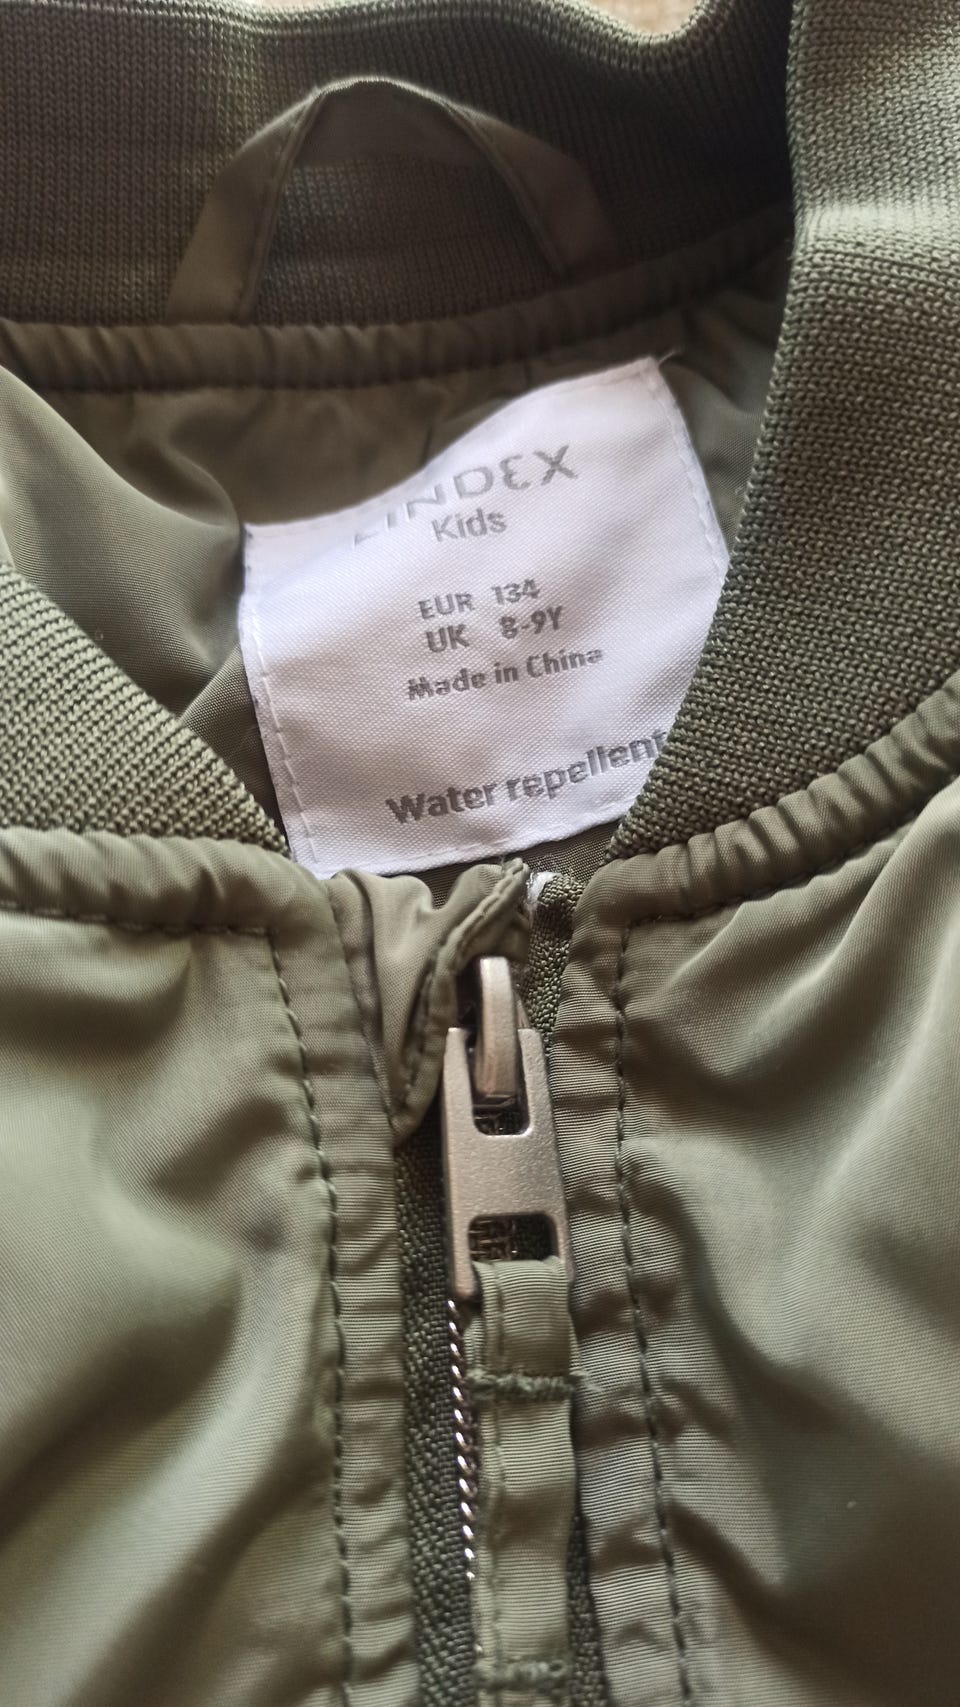 LINDEX
Kids
EUR 134
UK 8-9Y
Made in China
Water repellent